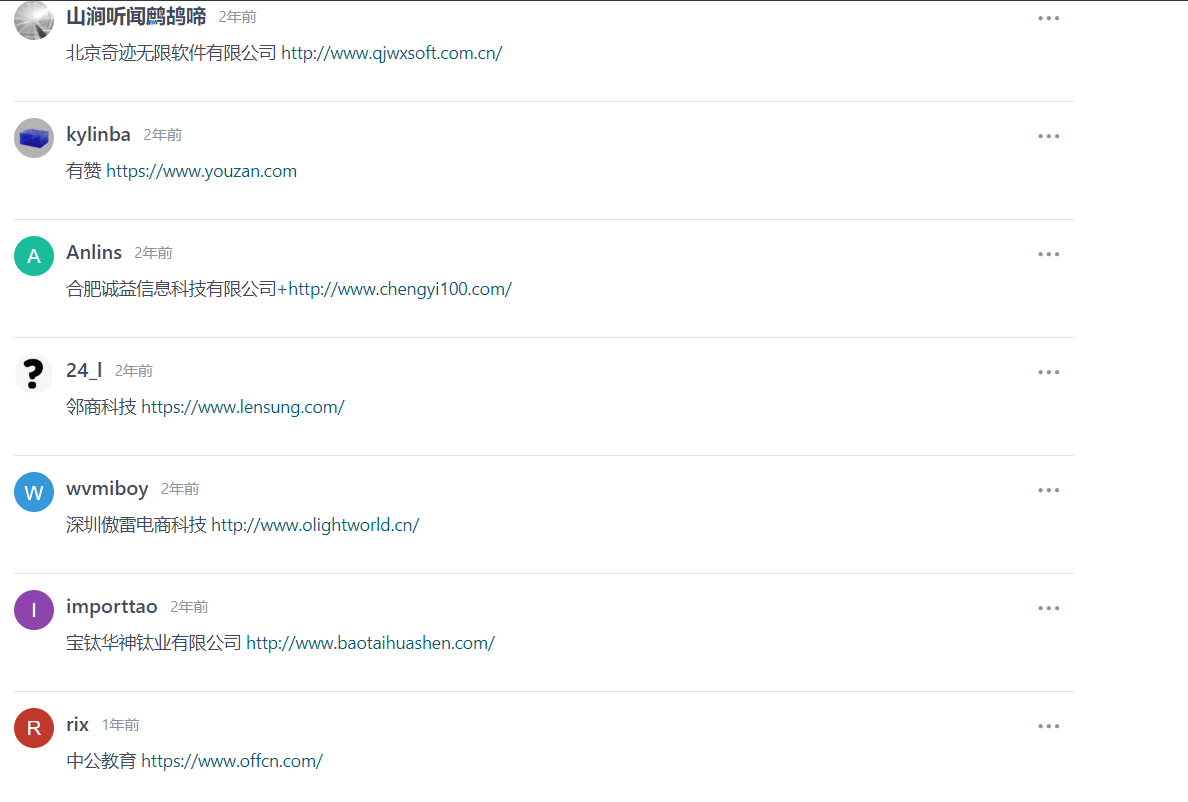 山涧听闻鹧鸪啼 2年前
北京奇迹无限软件有限公司 http://www.qjwxsoft.com.cn/
kylinba 2年前
有赞 https://www.youzan.com
A Anlins 2年前
合肥诚益信息科技有限公司+http://www.chengyi100.com/
? 24_l 2年前
邻商科技 https://www.lensung.com/
W wvmiboy 2年前
深圳傲雷电商科技 http://www.olightworld.cn/
I importtao 2年前
宝钛华神钛业有限公司 http://www.baotaihuashen.com/
R rix 1年前
中公教育 https://www.offcn.com/